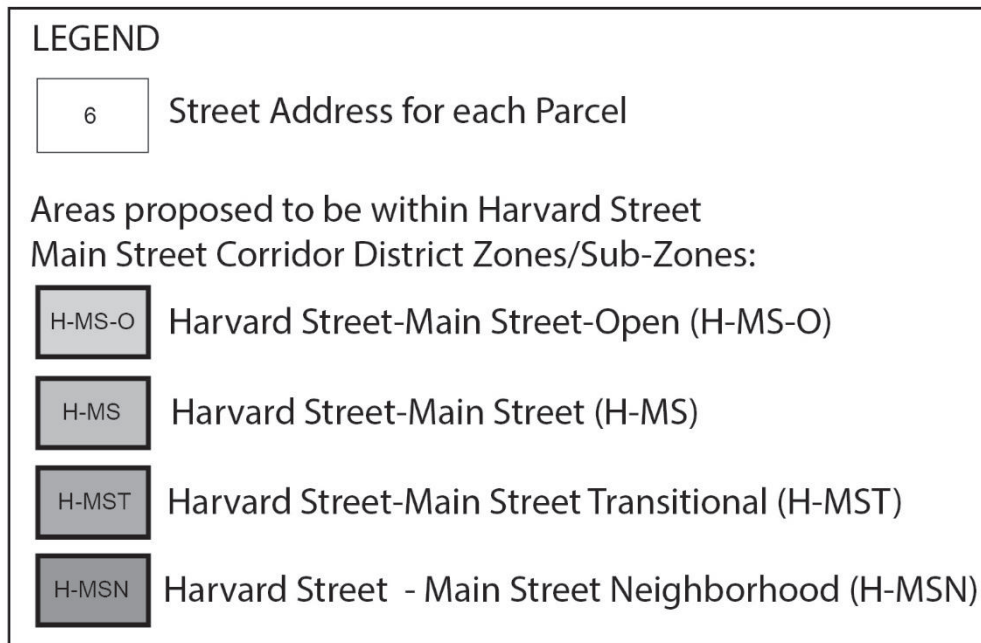 LEGEND
6 Street Address for each Parcel
Areas proposed to be within Harvard Street
Main Street Corridor District Zones/Sub-Zones:
H-MS-O Harvard Street-Main Street-Open (H-MS-O)
H-MS Harvard Street-Main Street (H-MS)
H-MST Harvard Street-Main Street Transitional (H-MST)
H-MSN Harvard Street - Main Street Neighborhood (H-MSN)